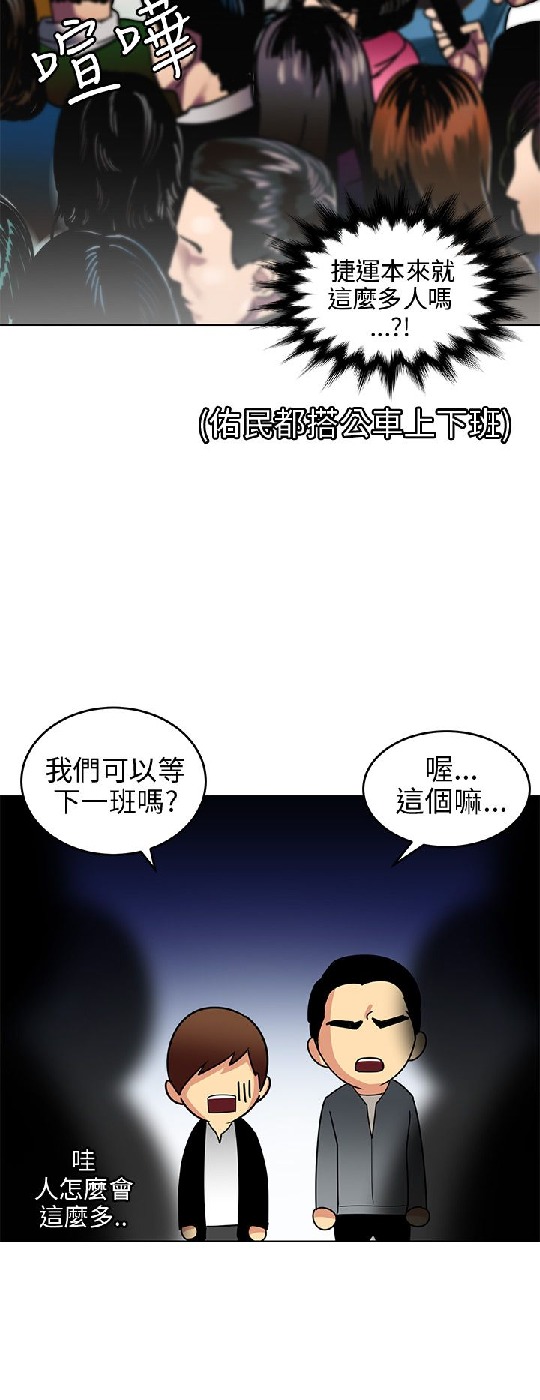 喧嘩
捷運本來就
這麼多人嗎
...?!
(佑民都搭公車上下班)
我們可以等
下一班嗎?
喔...
這個嘛...
哇
人怎麼會
這麼多..